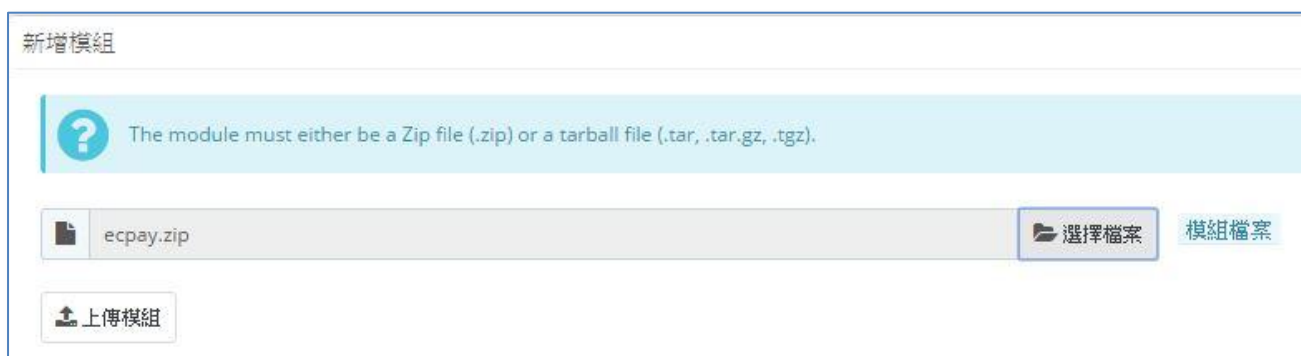 新增模組
The module must either be a Zip file (.zip) or a tarball file (.tar, .tar.gz, .tgz).
ecpay.zip 選擇檔案 模組檔案
上傳模組